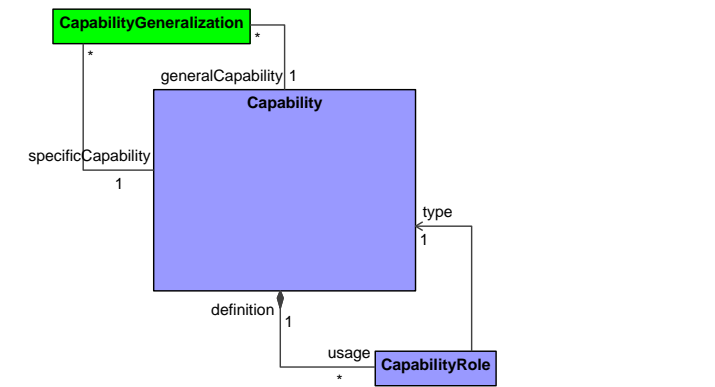 CapabilityGeneralization
*
*
generalCapability
1
Capability
specificCapability
1
type
1
definition
1
usage
*
CapabilityRole